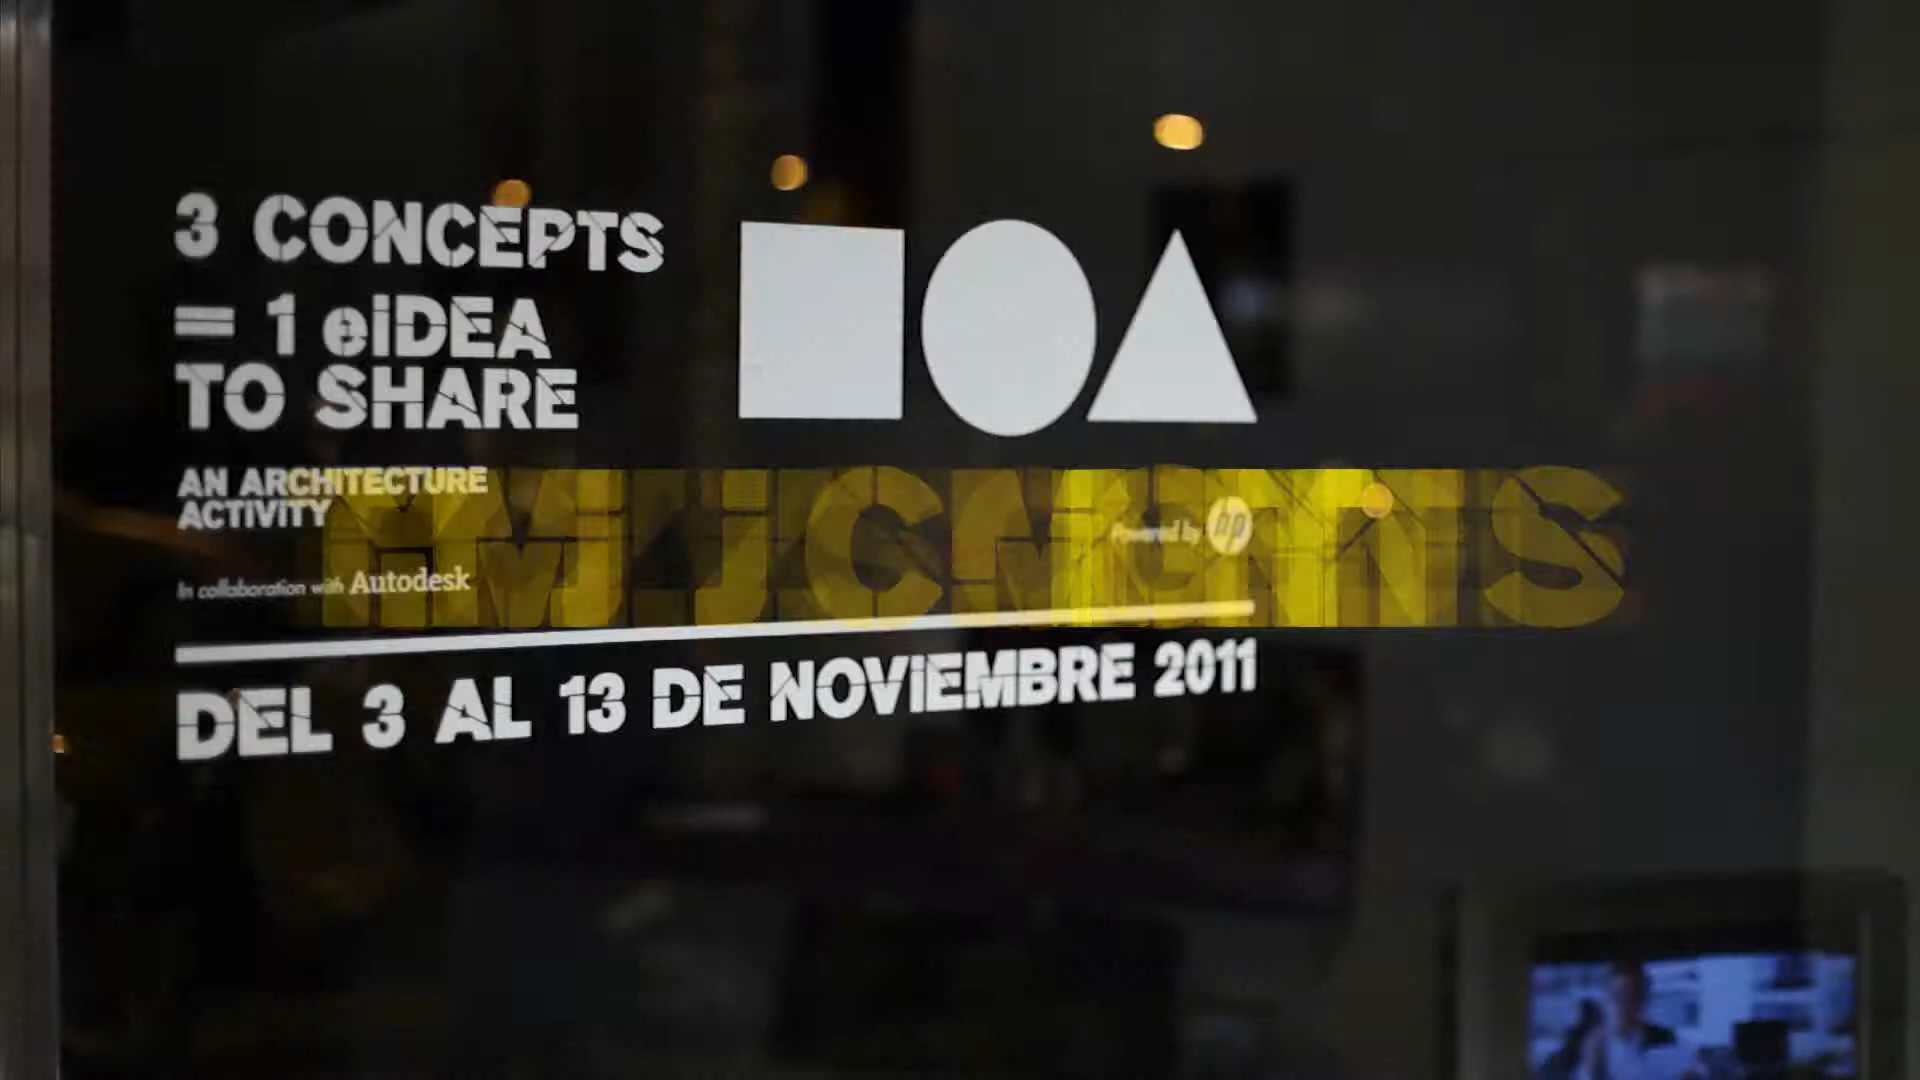 3 CONCEPTS
= 1 eiDEA
TO SHARE
AN ARCHITECTURE
ACTIVITY
Powered by hp
In collaboration with Autodesk
DEL 3 AL 13 DE NOViEMBRE 2011